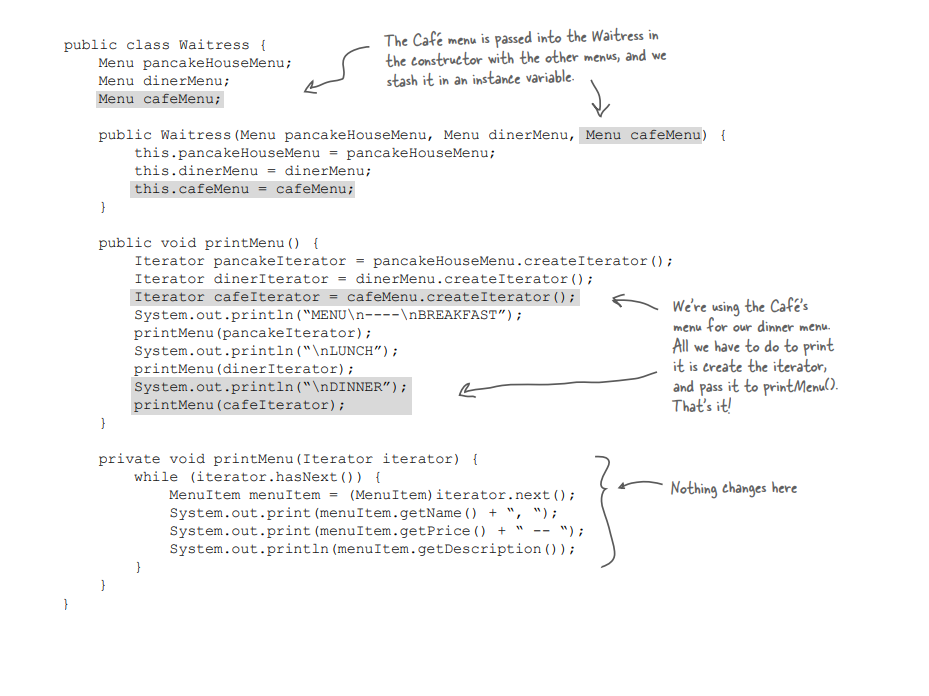 public class Waitress {
Menu pancakeHouseMenu;
Menu dinerMenu;
Menu cafeMenu;
The Café menu is passed into the Waitress in
the constructor with the other menus, and we
stash it in an instance variable.
public Waitress(Menu pancakeHouseMenu, Menu dinerMenu, Menu cafeMenu) {
this.pancakeHouseMenu = pancakeHouseMenu;
this.dinerMenu = dinerMenu;
this.cafeMenu = cafeMenu;
}
public void printMenu() {
Iterator pancakeIterator = pancakeHouseMenu.createIterator();
Iterator dinerIterator = dinerMenu.createIterator();
Iterator cafeIterator = cafeMenu.createIterator();
System.out.println(“MENU\n----\nBREAKFAST”);
printMenu(pancakeIterator);
System.out.println(“\nLUNCH”);
printMenu(dinerIterator);
System.out.println(“\nDINNER”);
printMenu(cafeIterator);
}
We're using the Café's
menu for our dinner menu.
All we have to do to print
it is create the iterator,
and pass it to printMenu().
That's it!
private void printMenu(Iterator iterator) {
while (iterator.hasNext()) {
MenuItem menuItem = (MenuItem)iterator.next();
System.out.print(menuItem.getName() + “, “);
System.out.print(menuItem.getPrice() + “ -- “);
System.out.println(menuItem.getDescription());
}
}
}
Nothing changes here